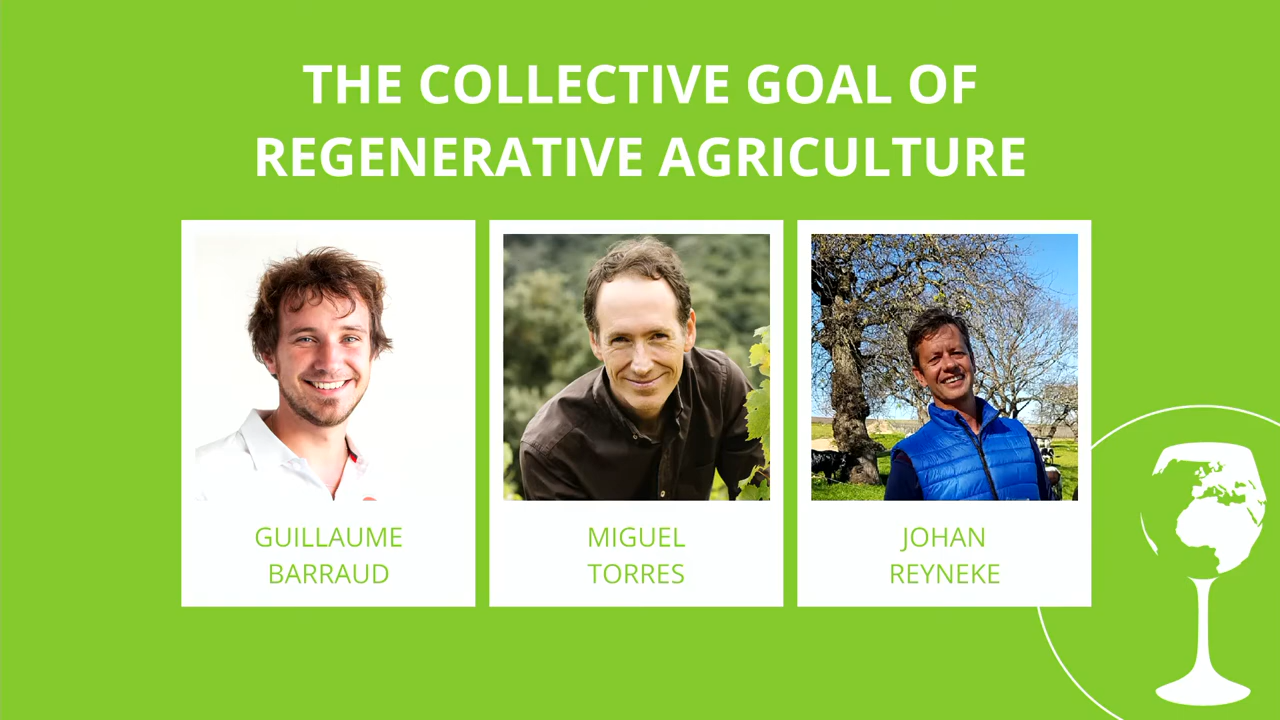 THE COLLECTIVE GOAL OF
REGENERATIVE AGRICULTURE
GUILLAUME
BARRAUD
MIGUEL
TORRES
JOHAN
REYNEKE